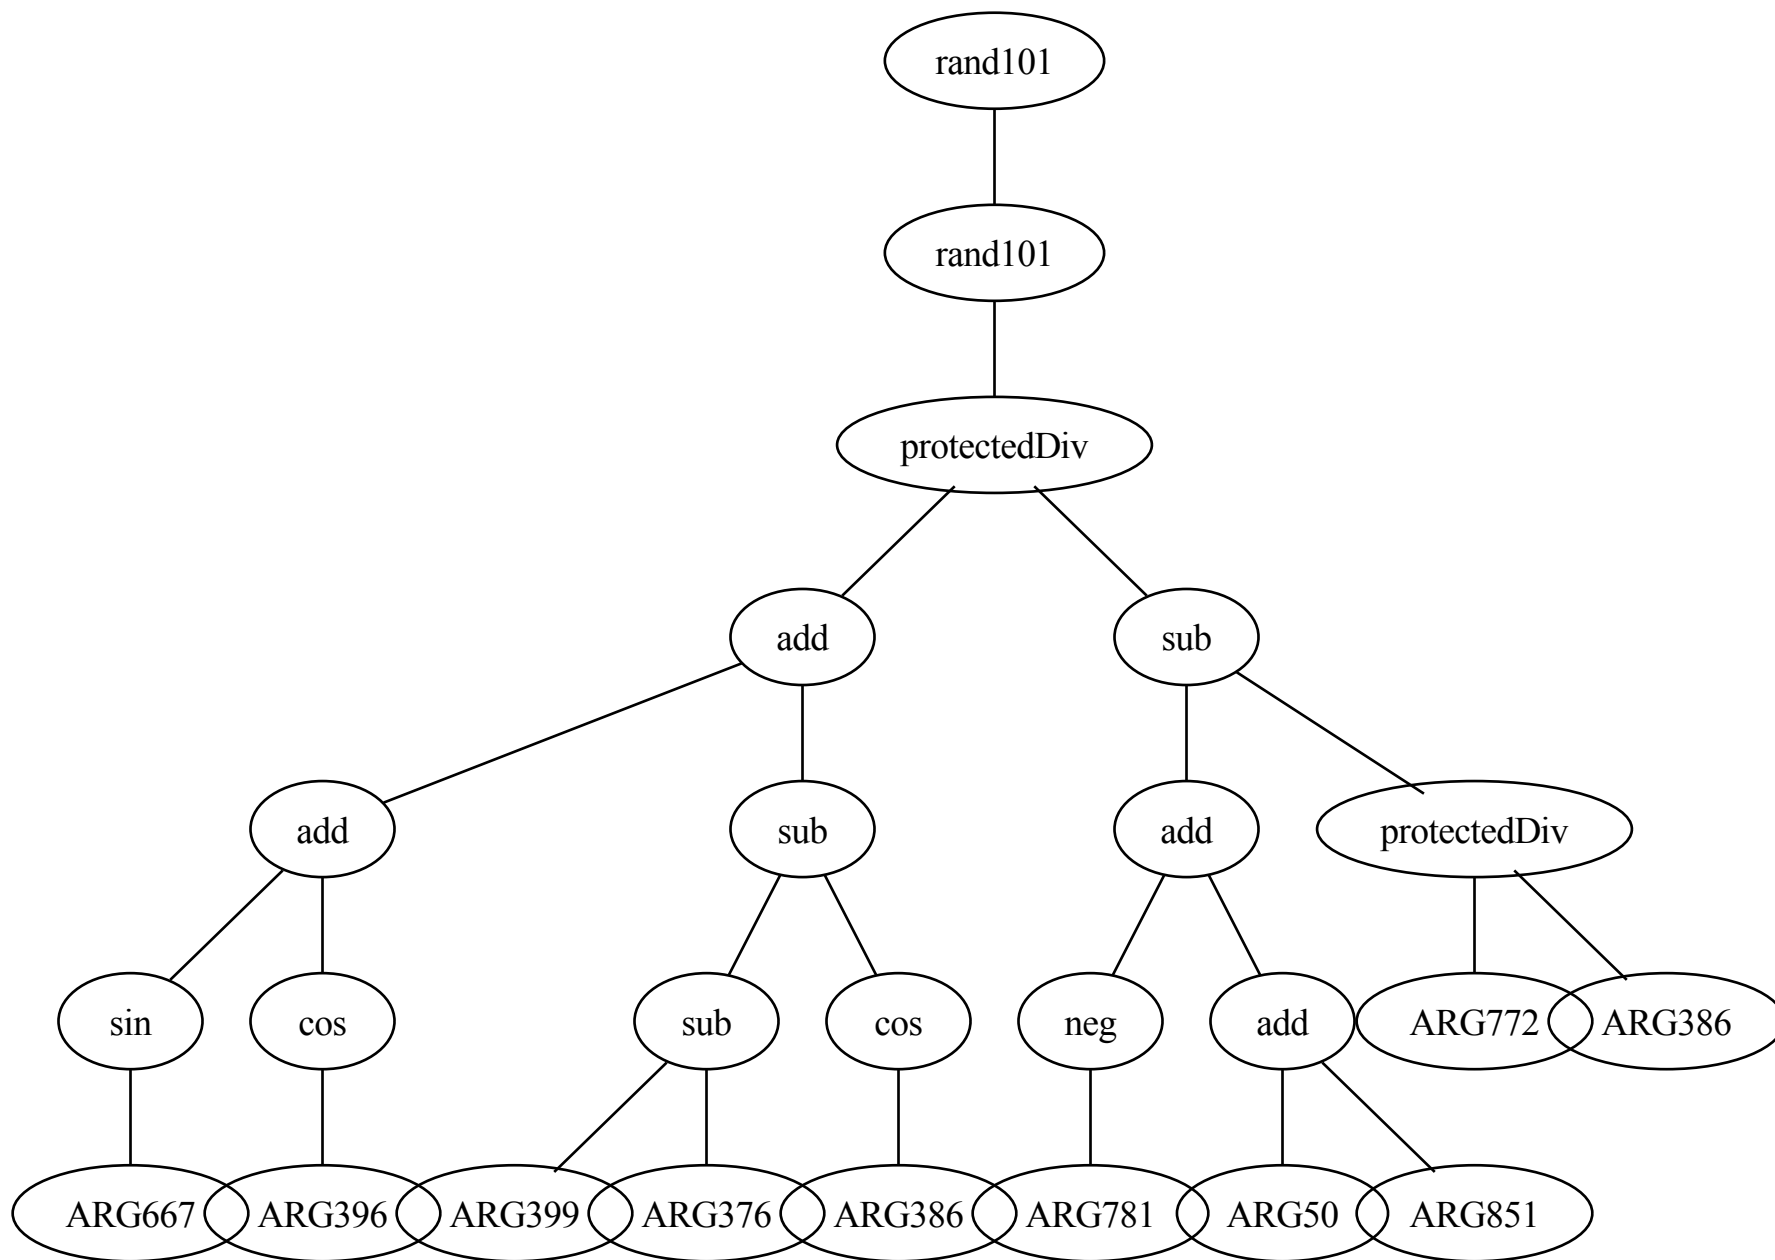 rand101
rand101
protectedDiv
add sub
add sub add protectedDiv
sin cos sub cos neg add ARG772 ARG386
ARG667 ARG396 ARG399 ARG376 ARG386 ARG781 ARG50 ARG851